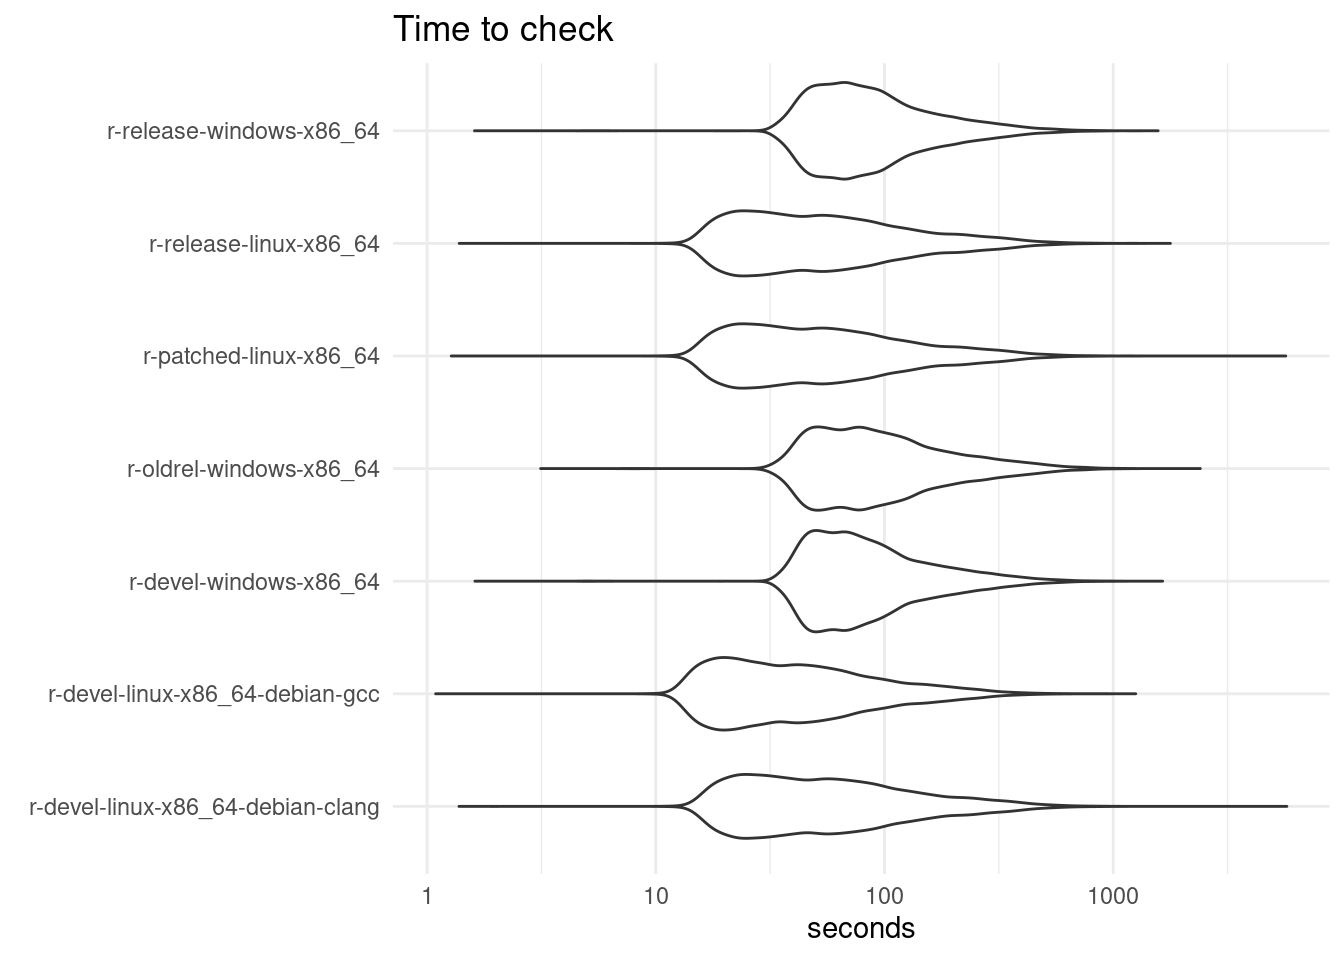 Time to check
r-release-windows-x86_64
r-release-linux-x86_64
r-patched-linux-x86_64
r-oldrel-windows-x86_64
r-devel-windows-x86_64
r-devel-linux-x86_64-debian-gcc
r-devel-linux-x86_64-debian-clang
1 10 100 1000
seconds